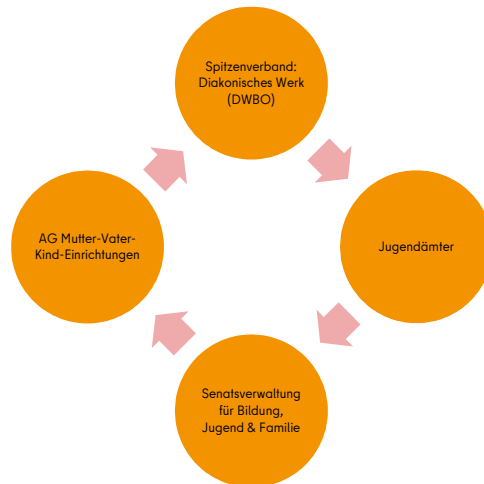 Spitzenverband:
Diakonisches Werk
(DWBO)
Jugendämter
Senatsverwaltung
für Bildung,
Jugend & Familie
AG Mutter-Vater-
Kind-Einrichtungen